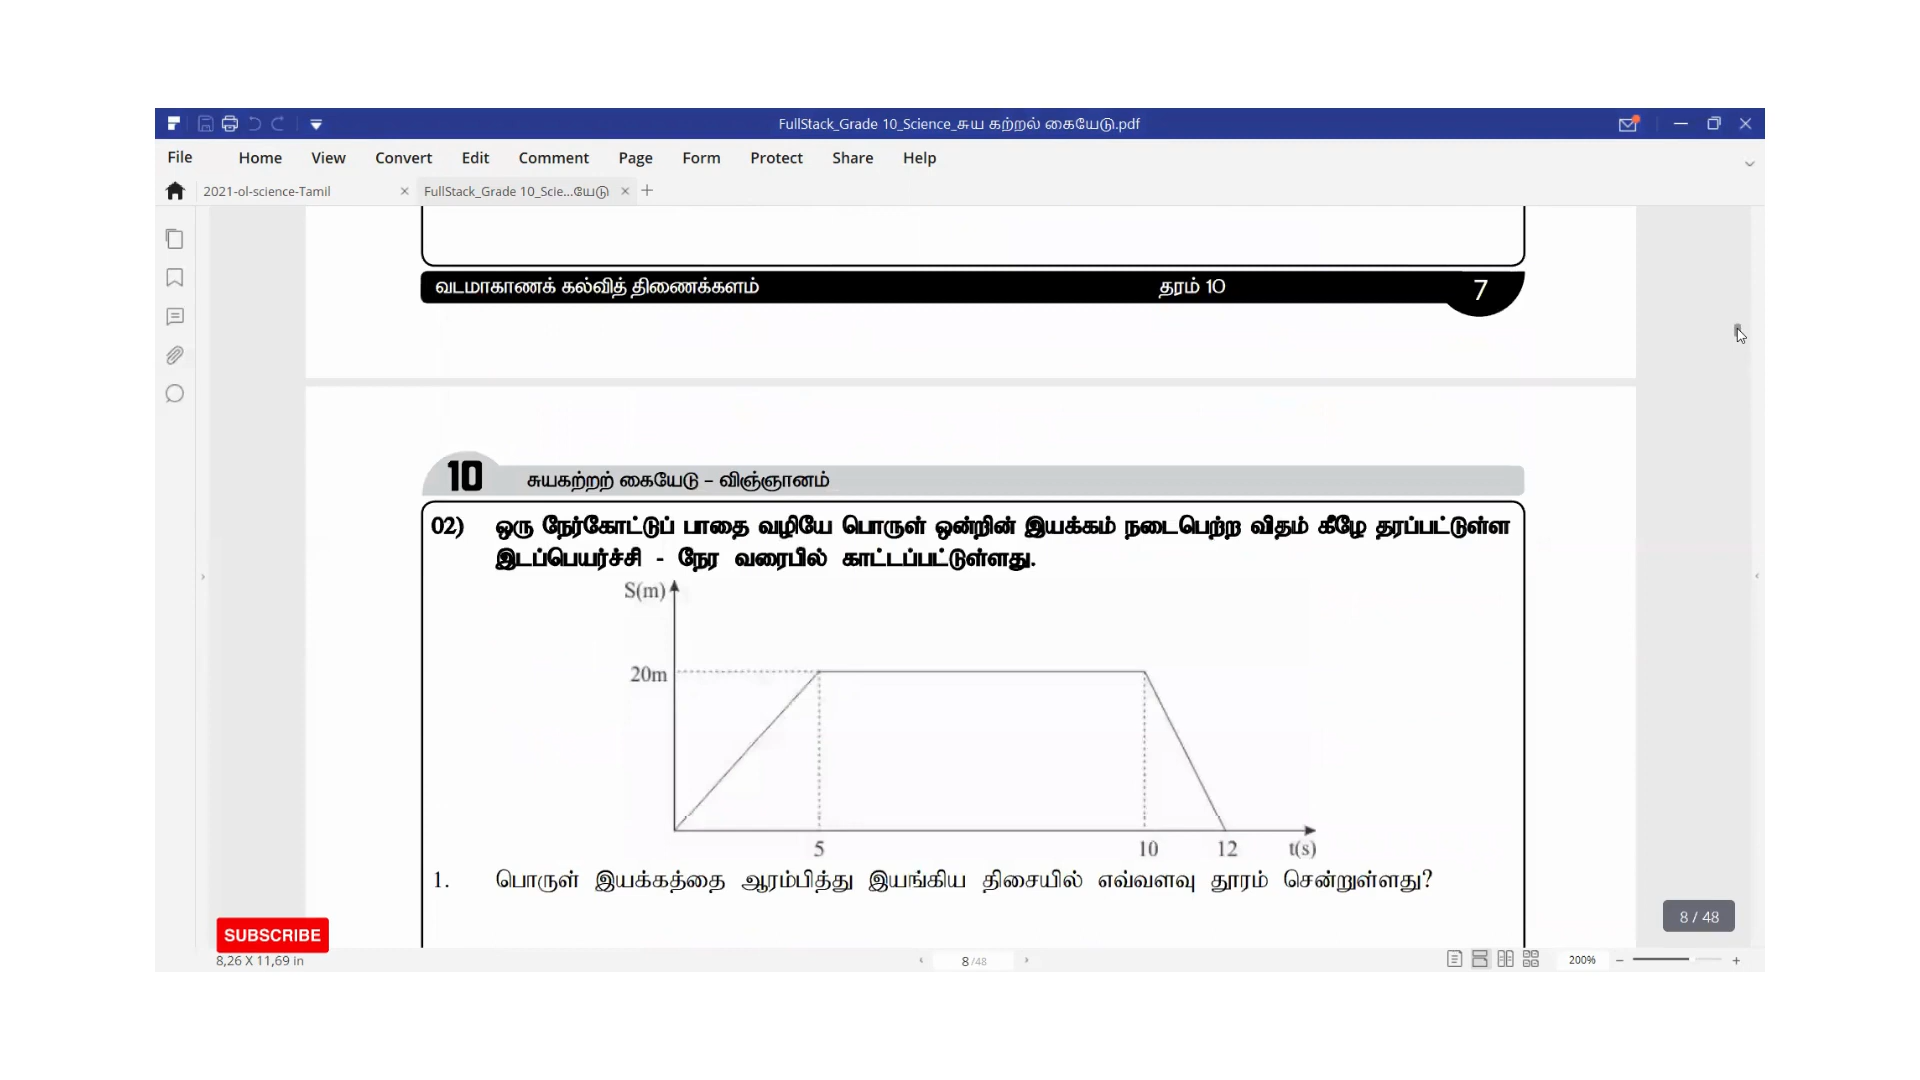 FullStack_Grade 10_Science_சுய கற்றல் கையேடு.pdf
File Home View Convert Edit Comment Page Form Protect Share Help
2021-ol-science-Tamil FullStack_Grade 10_Scie...யேடு
வடமாகாணக் கல்வித் திணைக்களம் தரம் 10 7
10 சுயகற்றற் கையேடு – விஞ்ஞானம்
02) ஒரு நேர்கோட்டுப் பாதை வழியே பொருள் ஒன்றின் இயக்கம் நடைபெற்ற விதம் கீழே தரப்பட்டுள்ள
இடப்பெயர்ச்சி - நேர வரைபில் காட்டப்பட்டுள்ளது.
S(m)
20m
5 10 12 t(s)
1. பொருள் இயக்கத்தை ஆரம்பித்து இயங்கிய திசையில் எவ்வளவு தூரம் சென்றுள்ளது?
8 / 48
SUBSCRIBE
8,26 X 11,69 in 8 /48 200%